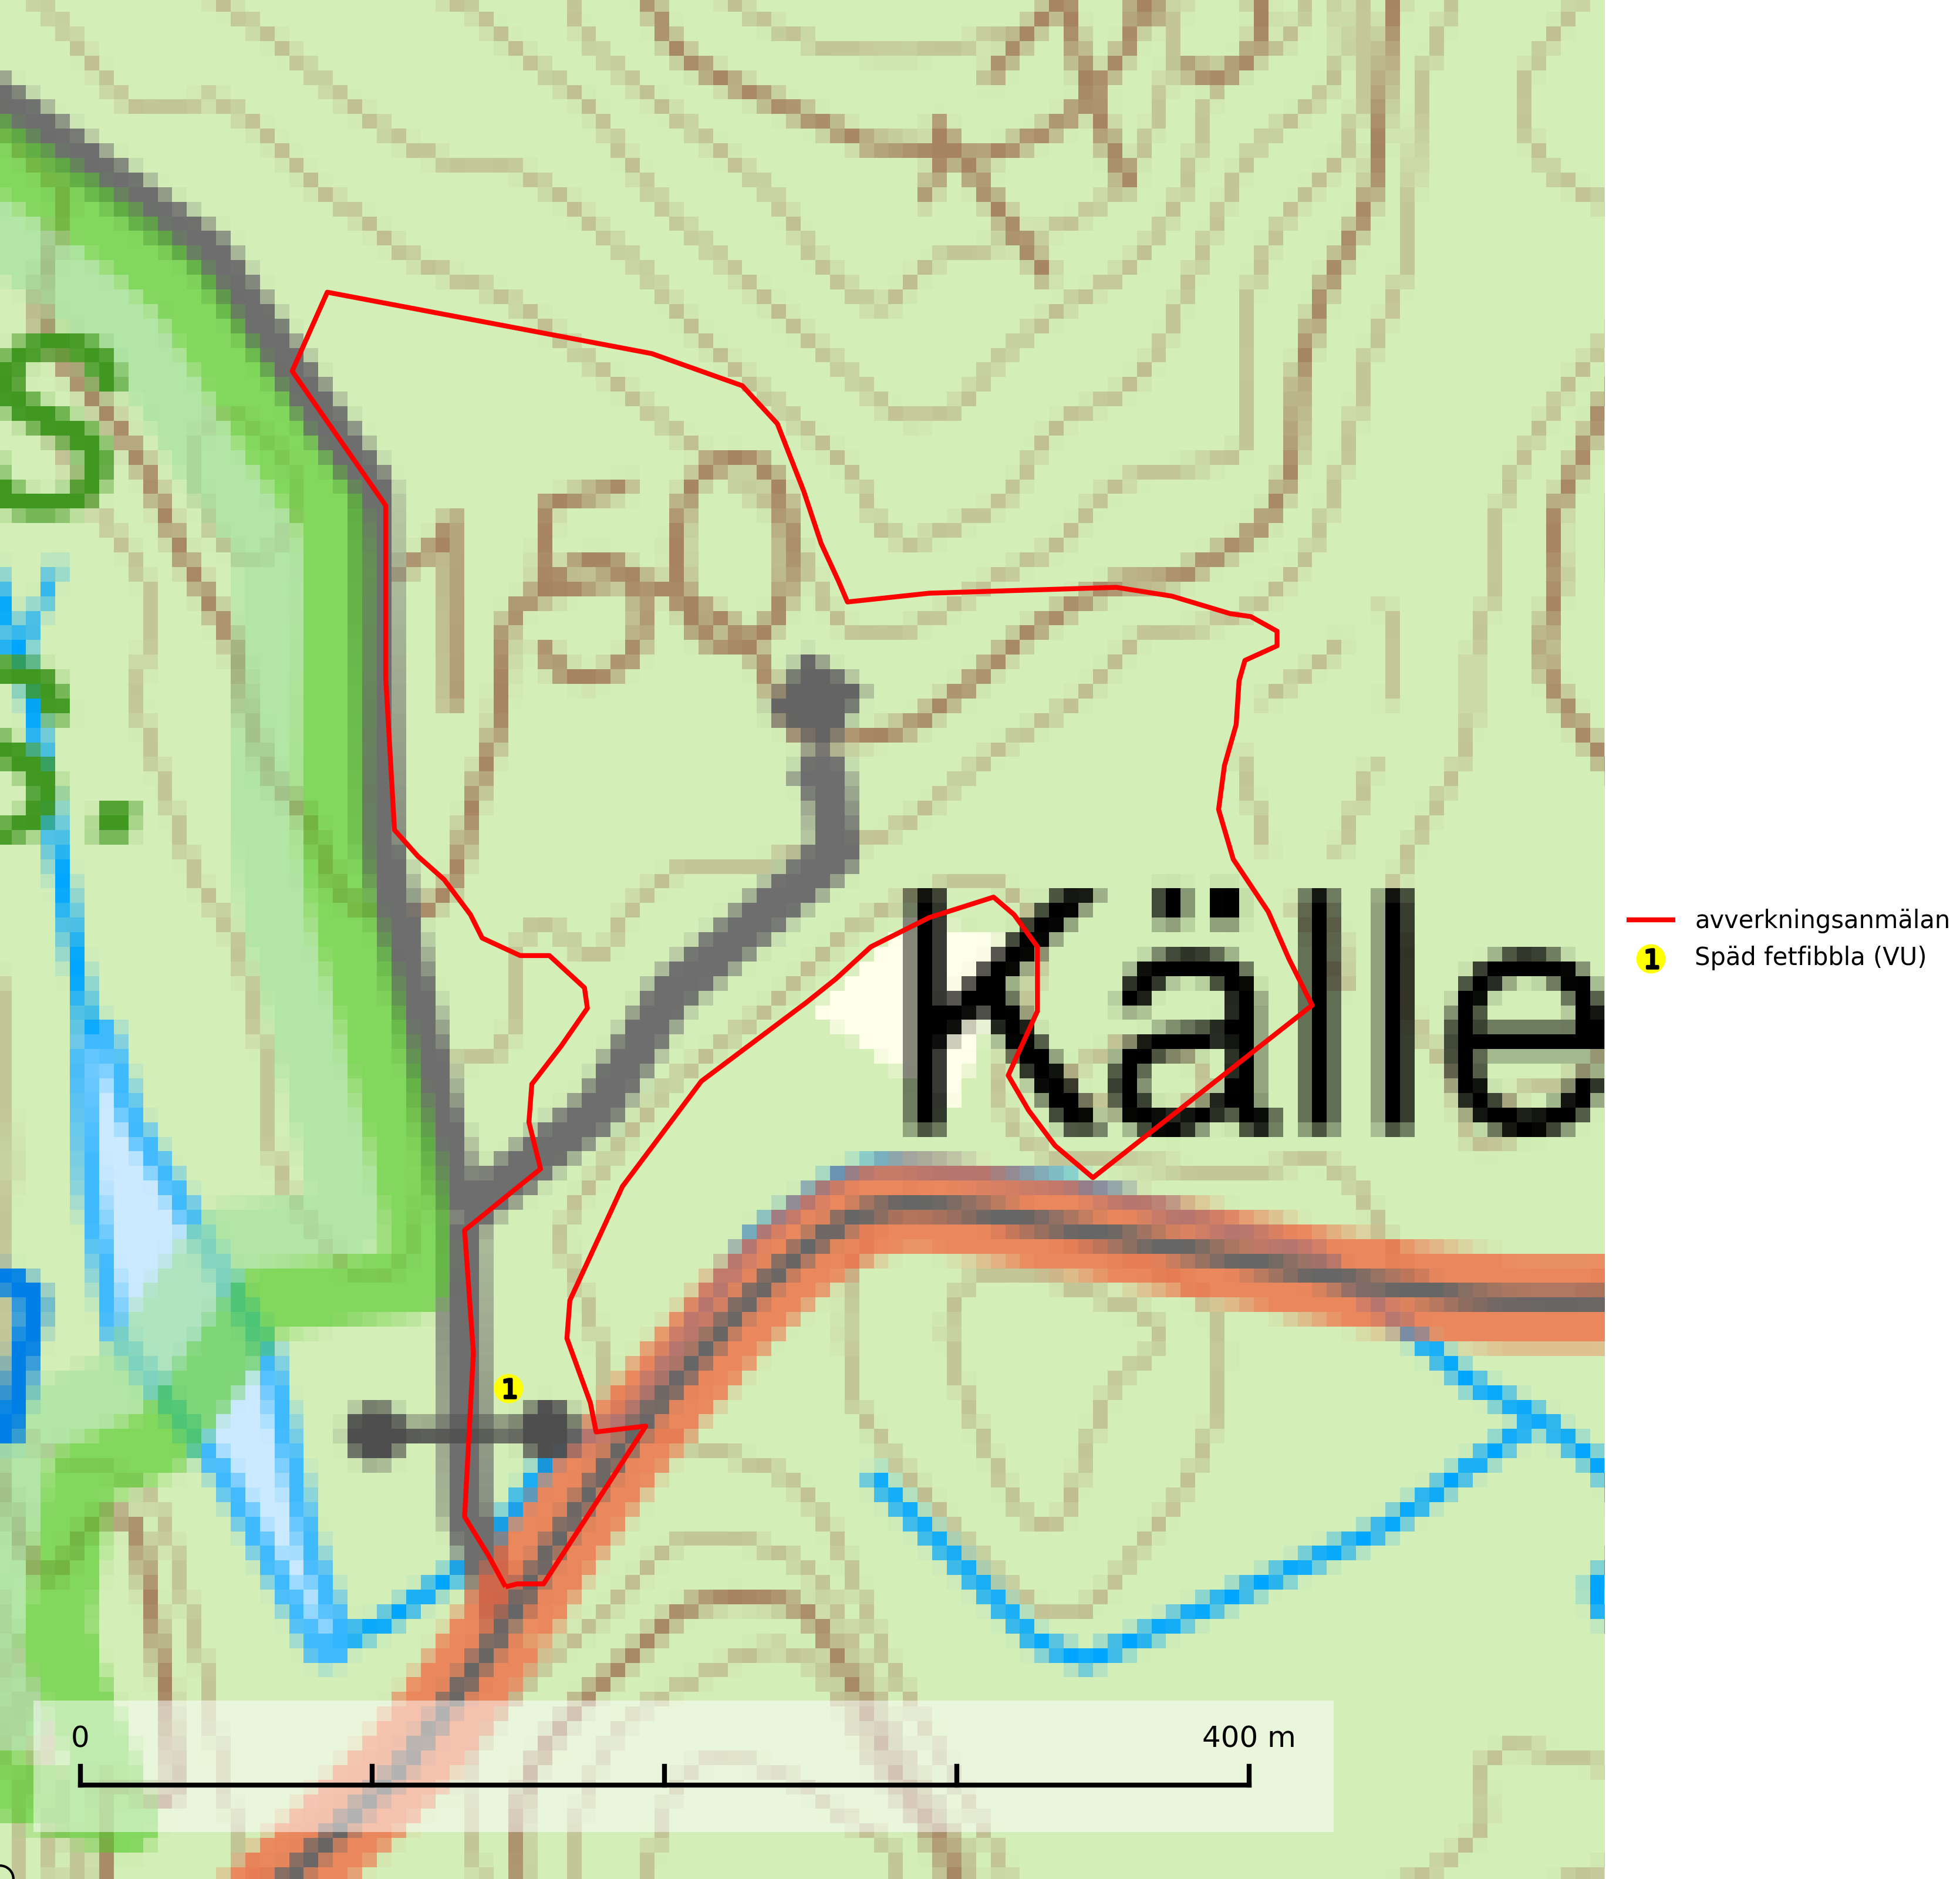 S
150
Källe
avverkningsanmälan
1 Späd fetfibbla (VU)
1
0 400 m